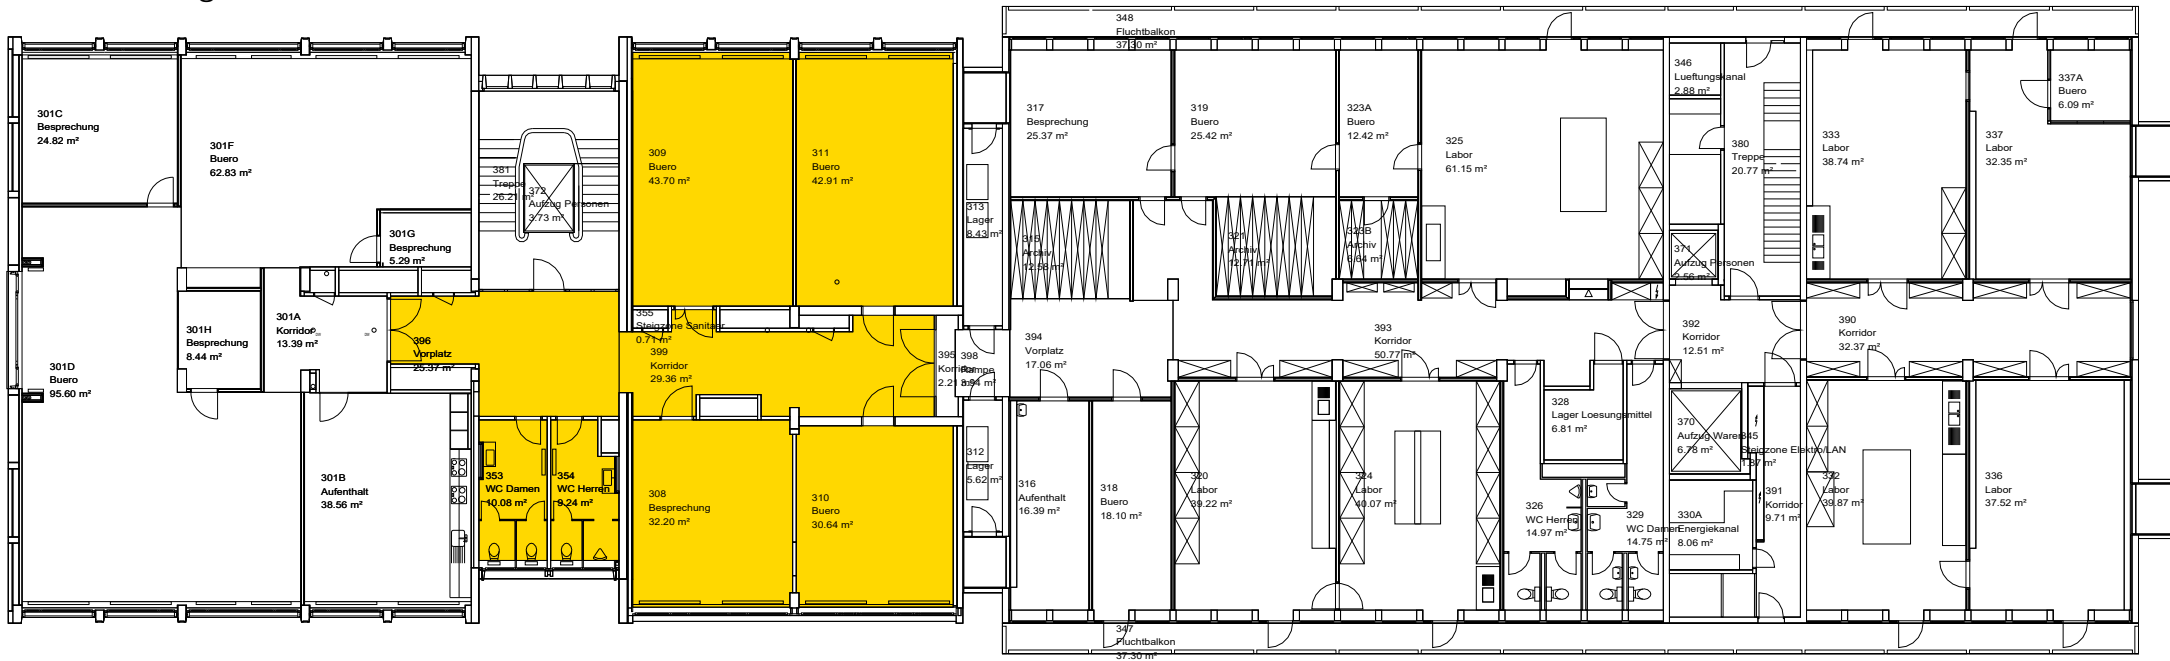 301C
Besprechung
24.82 m²
301F
Buero
62.83 m²
301G
Besprechung
5.29 m²
301H
Besprechung
8.44 m²
301A
Korridor
13.39 m²
301D
Buero
95.60 m²
301B
Aufenthalt
38.56 m²
381
Treppe
26.21 m²
372
Aufzug Personen
3.73 m²
396
Vorplatz
25.37 m²
353
WC Damen
10.08 m²
354
WC Herren
9.24 m²
309
Buero
43.70 m²
311
Buero
42.91 m²
355
Steigzone Sanitaer
0.71 m²
399
Korridor
29.36 m²
308
Besprechung
32.20 m²
310
Buero
30.64 m²
395
Korridor
2.21
398
Rampe
313
Lager
8.43 m²
312
Lager
5.62 m²
348
Fluchtbalkon
37.30 m²
317
Besprechung
25.37 m²
319
Buero
25.42 m²
323A
Buero
12.42 m²
325
Labor
61.15 m²
315
Archiv
12.56 m²
321
Archiv
12.71 m²
323B
Archiv
6.64 m²
394
Vorplatz
17.06 m²
393
Korridor
50.77 m²
316
Aufenthalt
16.39 m²
318
Buero
18.10 m²
320
Labor
39.22 m²
324
Labor
40.07 m²
328
Lager Loesungsmittel
6.81 m²
326
WC Herren
14.97 m²
329
WC Damen
14.75 m²
347
Fluchtbalkon
37.30 m²
346
Lueftungskanal
2.88 m²
380
Treppe
20.77 m²
371
Aufzug Personen
2.56 m²
392
Korridor
12.51 m²
370
Aufzug Waren
6.78 m²
345
Steigzone Elektro/LAN
1.87 m²
330A
Energiekanal
8.06 m²
391
Korridor
9.71 m²
333
Labor
38.74 m²
337
Labor
32.35 m²
337A
Buero
6.09 m²
390
Korridor
32.37 m²
332
Labor
39.87 m²
336
Labor
37.52 m²